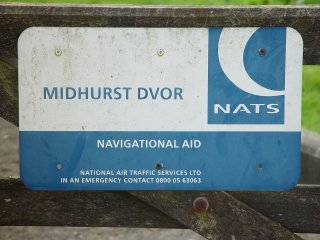 MIDHURST DVOR
NATS
NAVIGATIONAL AID
NATIONAL AIR TRAFFIC SERVICES LTD
IN AN EMERGENCY CONTACT 0800 05 63063